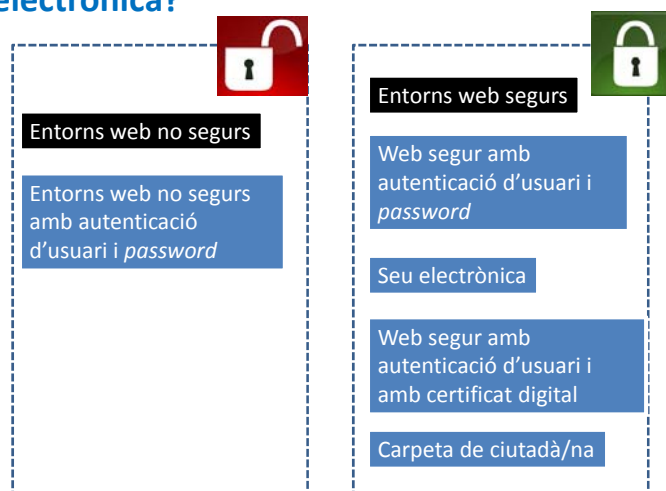 electrònica?
Entorns web no segurs
Entorns web no segurs
amb autenticació
d'usuari i password
Entorns web segurs
Web segur amb
autenticació d'usuari i
password
Seu electrònica
Web segur amb
autenticació d'usuari i
amb certificat digital
Carpeta de ciutadà/na